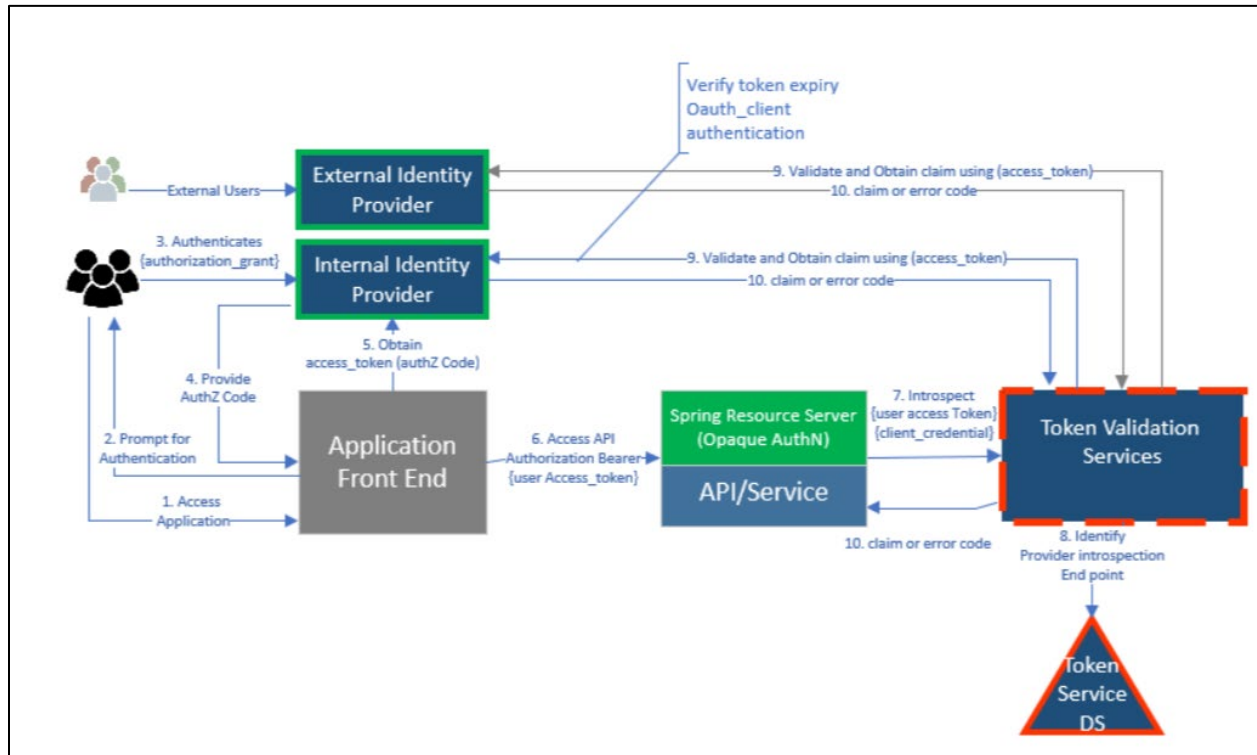 Verify token expiry
Oauth_client
authentication
External Users
External Identity
Provider
9. Validate and Obtain claim using (access_token)
10. claim or error code
3. Authenticates
{authorization_grant}
Internal Identity
Provider
9. Validate and Obtain claim using (access_token)
10. claim or error code
4. Provide
AuthZ Code
5. Obtain
access_token (authZ Code)
2. Prompt for
Authentication
1. Access
Application
Application
Front End
6. Access API
Authorization Bearer
{user Access_token}
Spring Resource Server
(Opaque AuthN)
API/Service
7. Introspect
{user access Token}
{client_credential}
Token Validation
Services
10. claim or error code
8. Identify
Provider introspection
End point
Token
Service
DS